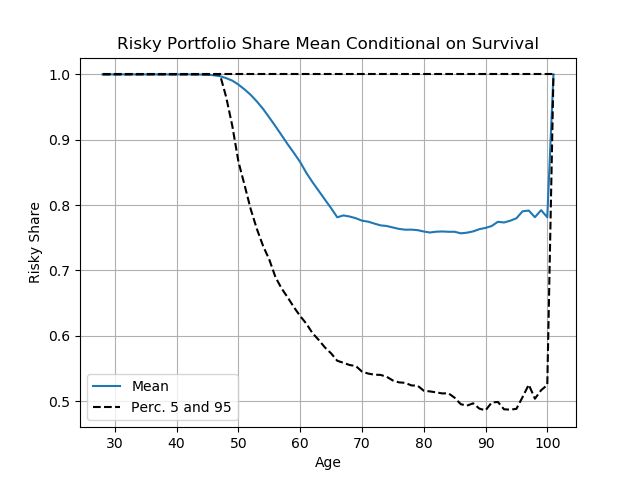 Risky Portfolio Share Mean Conditional on Survival
1.0
0.9
0.8
0.7
0.6
0.5
Risky Share
Mean
Perc. 5 and 95
30 40 50 60 70 80 90 100
Age